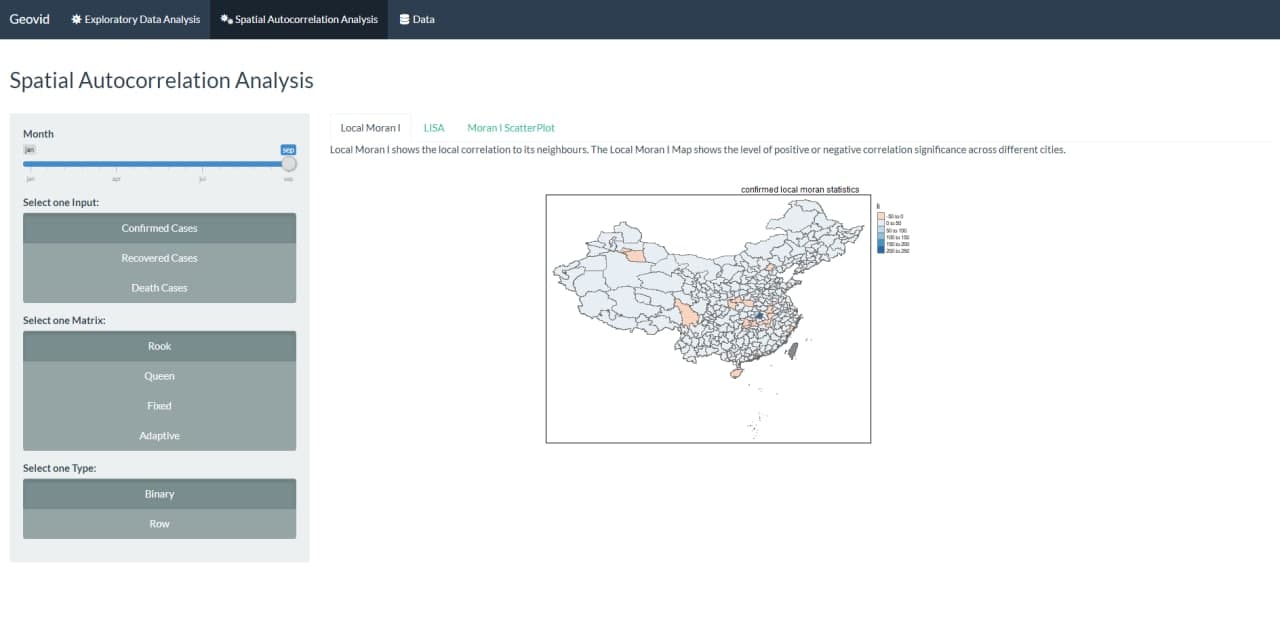 Geovid Exploratory Data Analysis Spatial Autocorrelation Analysis Data
Spatial Autocorrelation Analysis
Month
jan sep
jan apr jul sep
Select one Input:
Confirmed Cases
Recovered Cases
Death Cases
Select one Matrix:
Rook
Queen
Fixed
Adaptive
Select one Type:
Binary
Row
Local Moran I LISA Moran I ScatterPlot
Local Moran I shows the local correlation to its neighbours. The Local Moran I Map shows the level of positive or negative correlation significance across different cities.
confirmed local moran statistics
Ii
-50 to 0
0 to 50
50 to 100
100 to 150
150 to 200
200 to 250